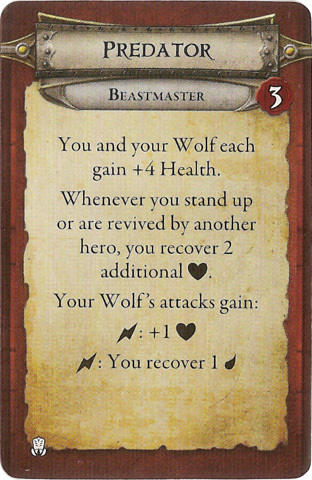 PREDATOR
BEASTMASTER
3
You and your Wolf each
gain +4 Health.
Whenever you stand up
or are revived by another
hero, you recover 2
additional ♥.
Your Wolf's attacks gain:
: +1 ♥
: You recover 1